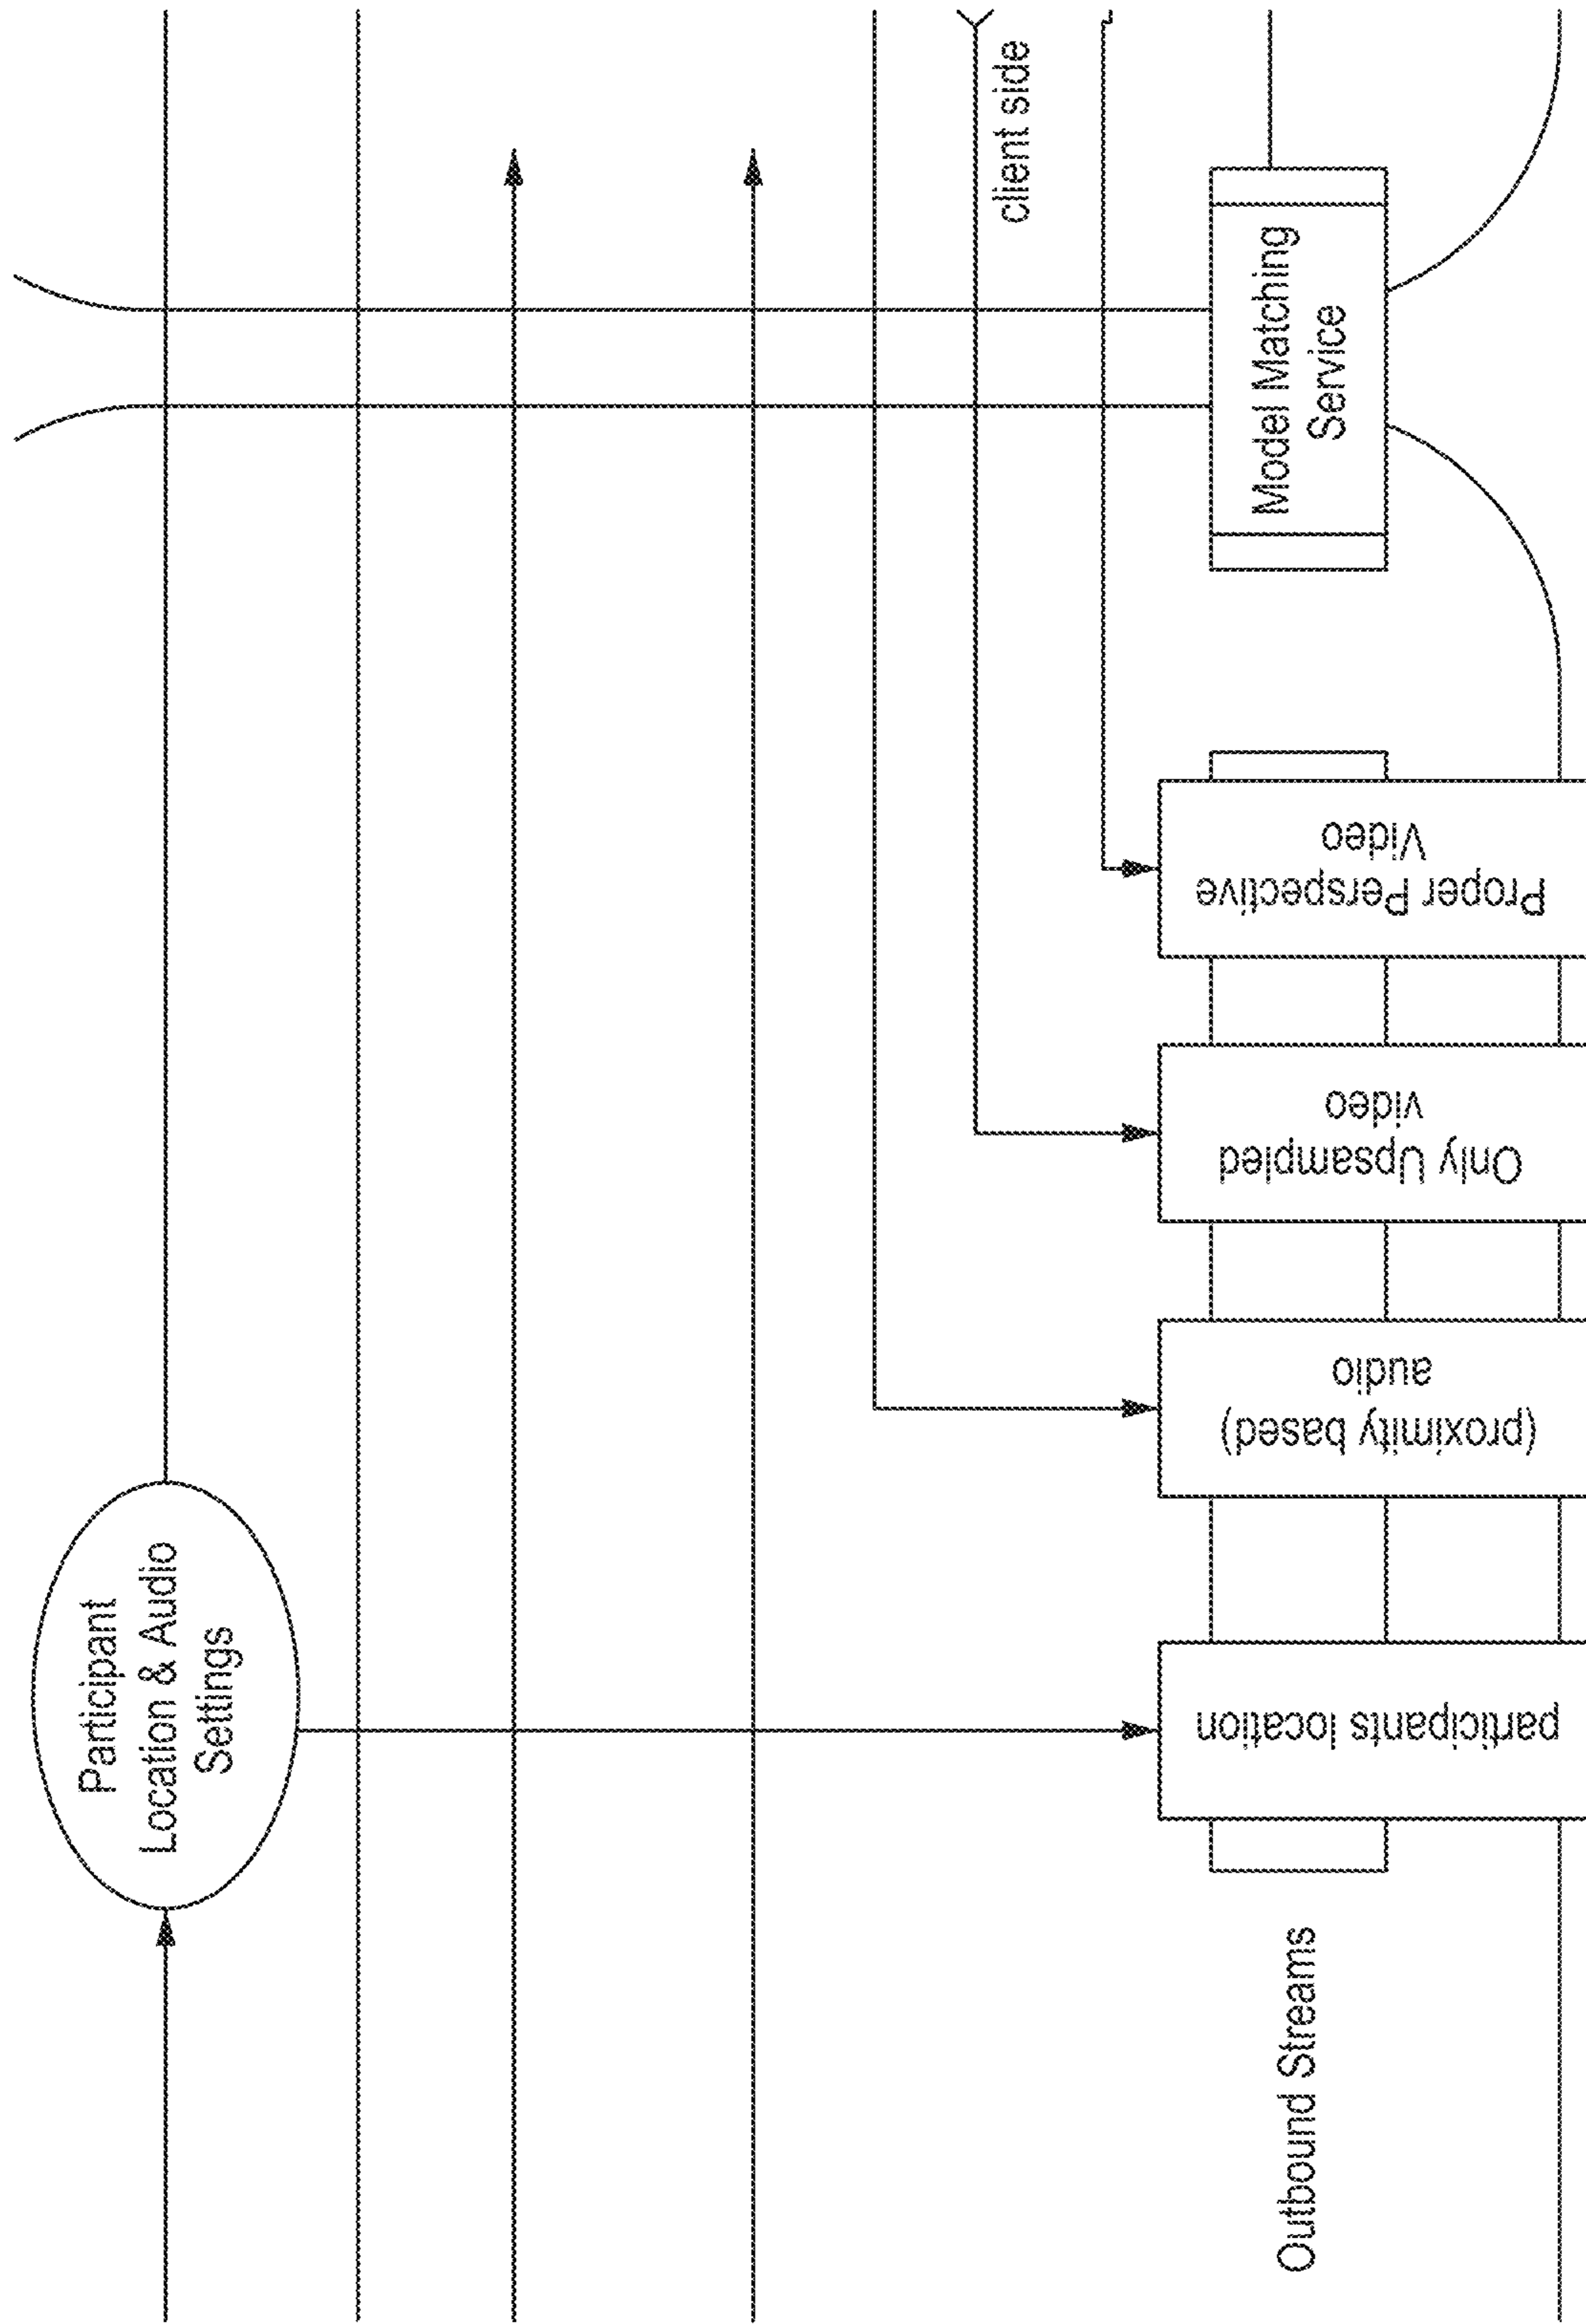 Participant
Location & Audio
Settings
client side
Model Matching
Service
Proper Perspective
Video
Only Upsampled
video
(proximity based)
audio
participants location
Outbound Streams